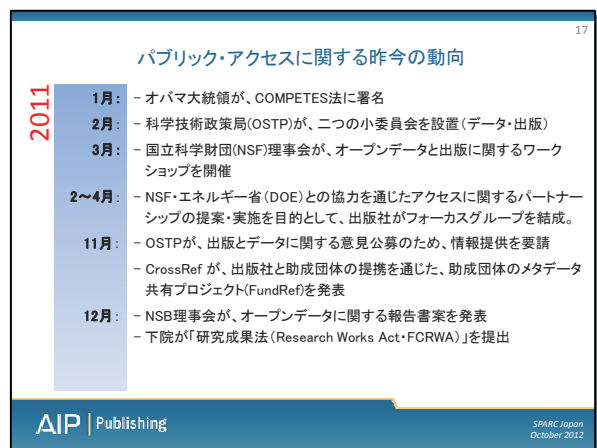 17
パブリック・アクセスに関する昨今の動向
2011
1月: – オバマ大統領が、COMPETES法に署名
2月: – 科学技術政策局(OSTP)が、二つの小委員会を設置(データ・出版)
3月: – 国立科学財団(NSF)理事会が、オープンデータと出版に関するワーク
ショップを開催
2～4月: – NSF・エネルギー省(DOE)との協力を通じたアクセスに関するパートナー
シップの提案・実施を目的として、出版社がフォーカスグループを結成。
11月: – OSTPが、出版とデータに関する意見公募のため、情報提供を要請
– CrossRef が、出版社と助成団体の提携を通じた、助成団体のメタデータ
共有プロジェクト(FundRef)を発表
12月: – NSB理事会が、オープンデータに関する報告書案を発表
– 下院が「研究成果法(Research Works Act・FCRWA)」を提出
AIP | Publishing
SPARC Japan
October 2012